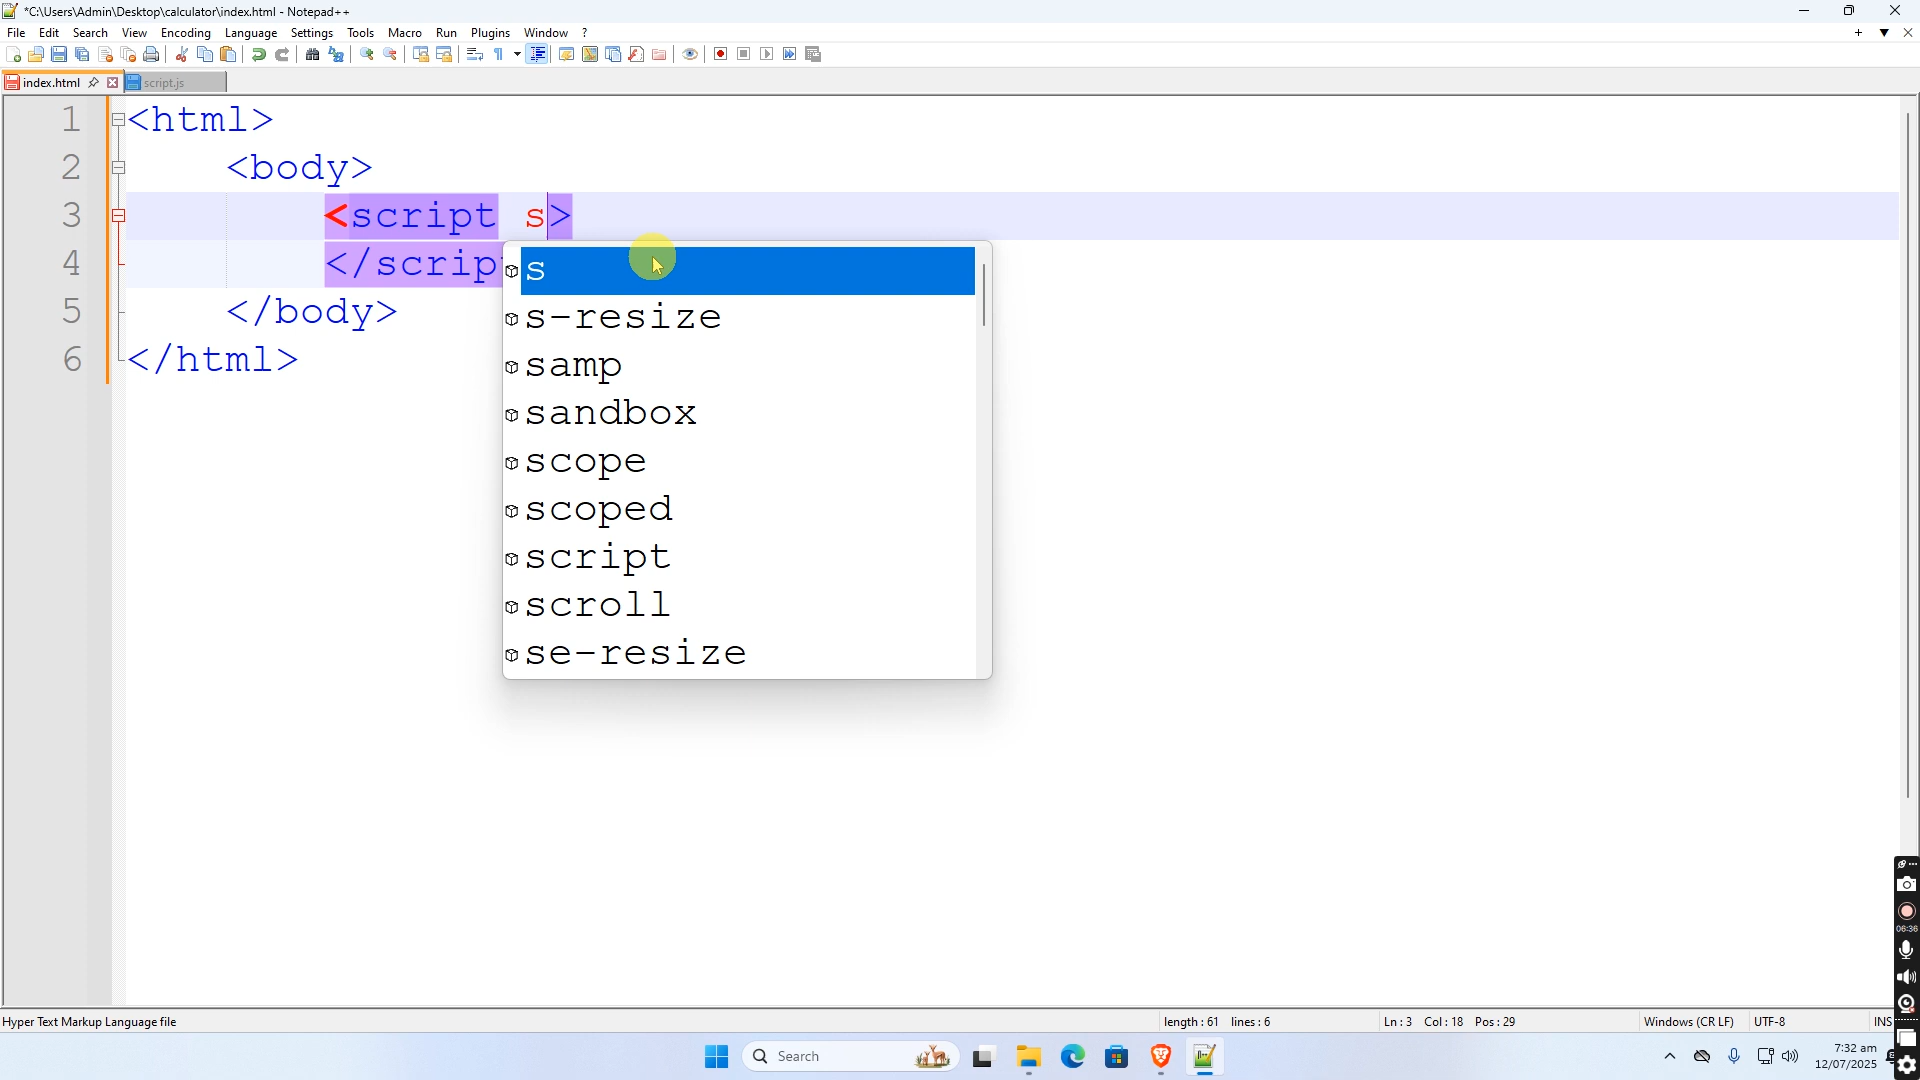 *C:\Users\Admin\Desktop\calculator\index.html - Notepad++
File Edit Search View Encoding Language Settings Tools Macro Run Plugins Window ?
index.html script.js
1 <html>
2 <body>
3 <script s>
4 </scrip
5 </body>
6 </html>
s
s-resize
samp
sandbox
scope
scoped
script
scroll
se-resize
06:36
Hyper Text Markup Language file length : 61 lines : 6 Ln : 3 Col : 18 Pos : 29 Windows (CR LF) UTF-8 INS
Search
7:32 am
12/07/2025